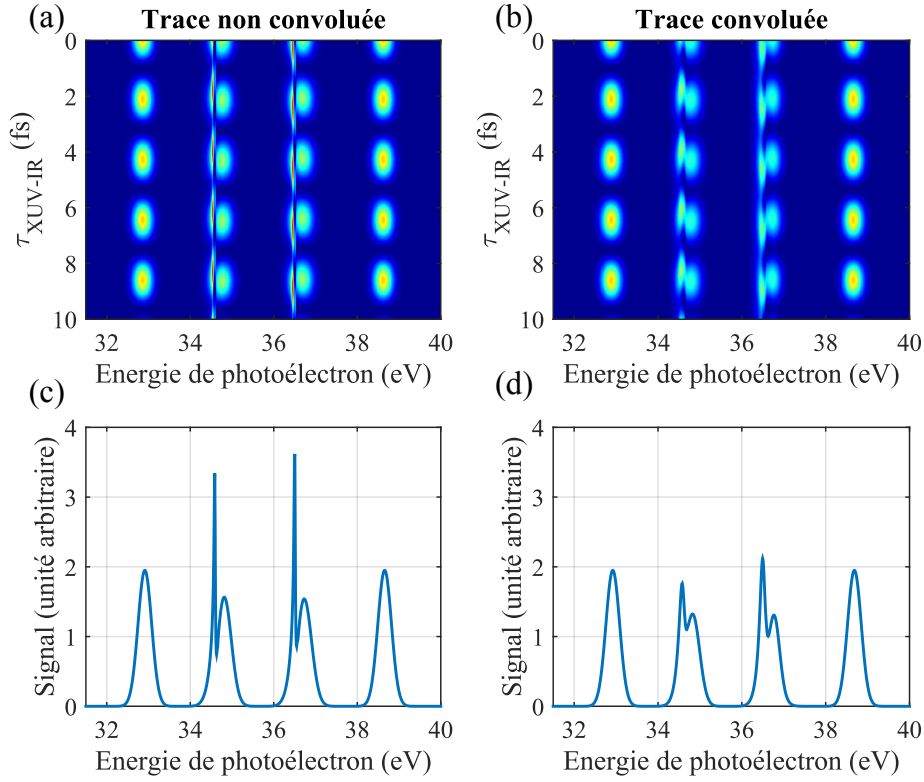 (a) Trace non convoluée
(b) Trace convoluée
0
2
4
6
8
10
τXUV-IR (fs)
32 34 36 38 40
Energie de photoélectron (eV)
0
2
4
6
8
10
τXUV-IR (fs)
32 34 36 38 40
Energie de photoélectron (eV)
(c)
4
3
2
1
0
Signal (unité arbitraire)
32 34 36 38 40
Energie de photoélectron (eV)
(d)
4
3
2
1
0
Signal (unité arbitraire)
32 34 36 38 40
Energie de photoélectron (eV)